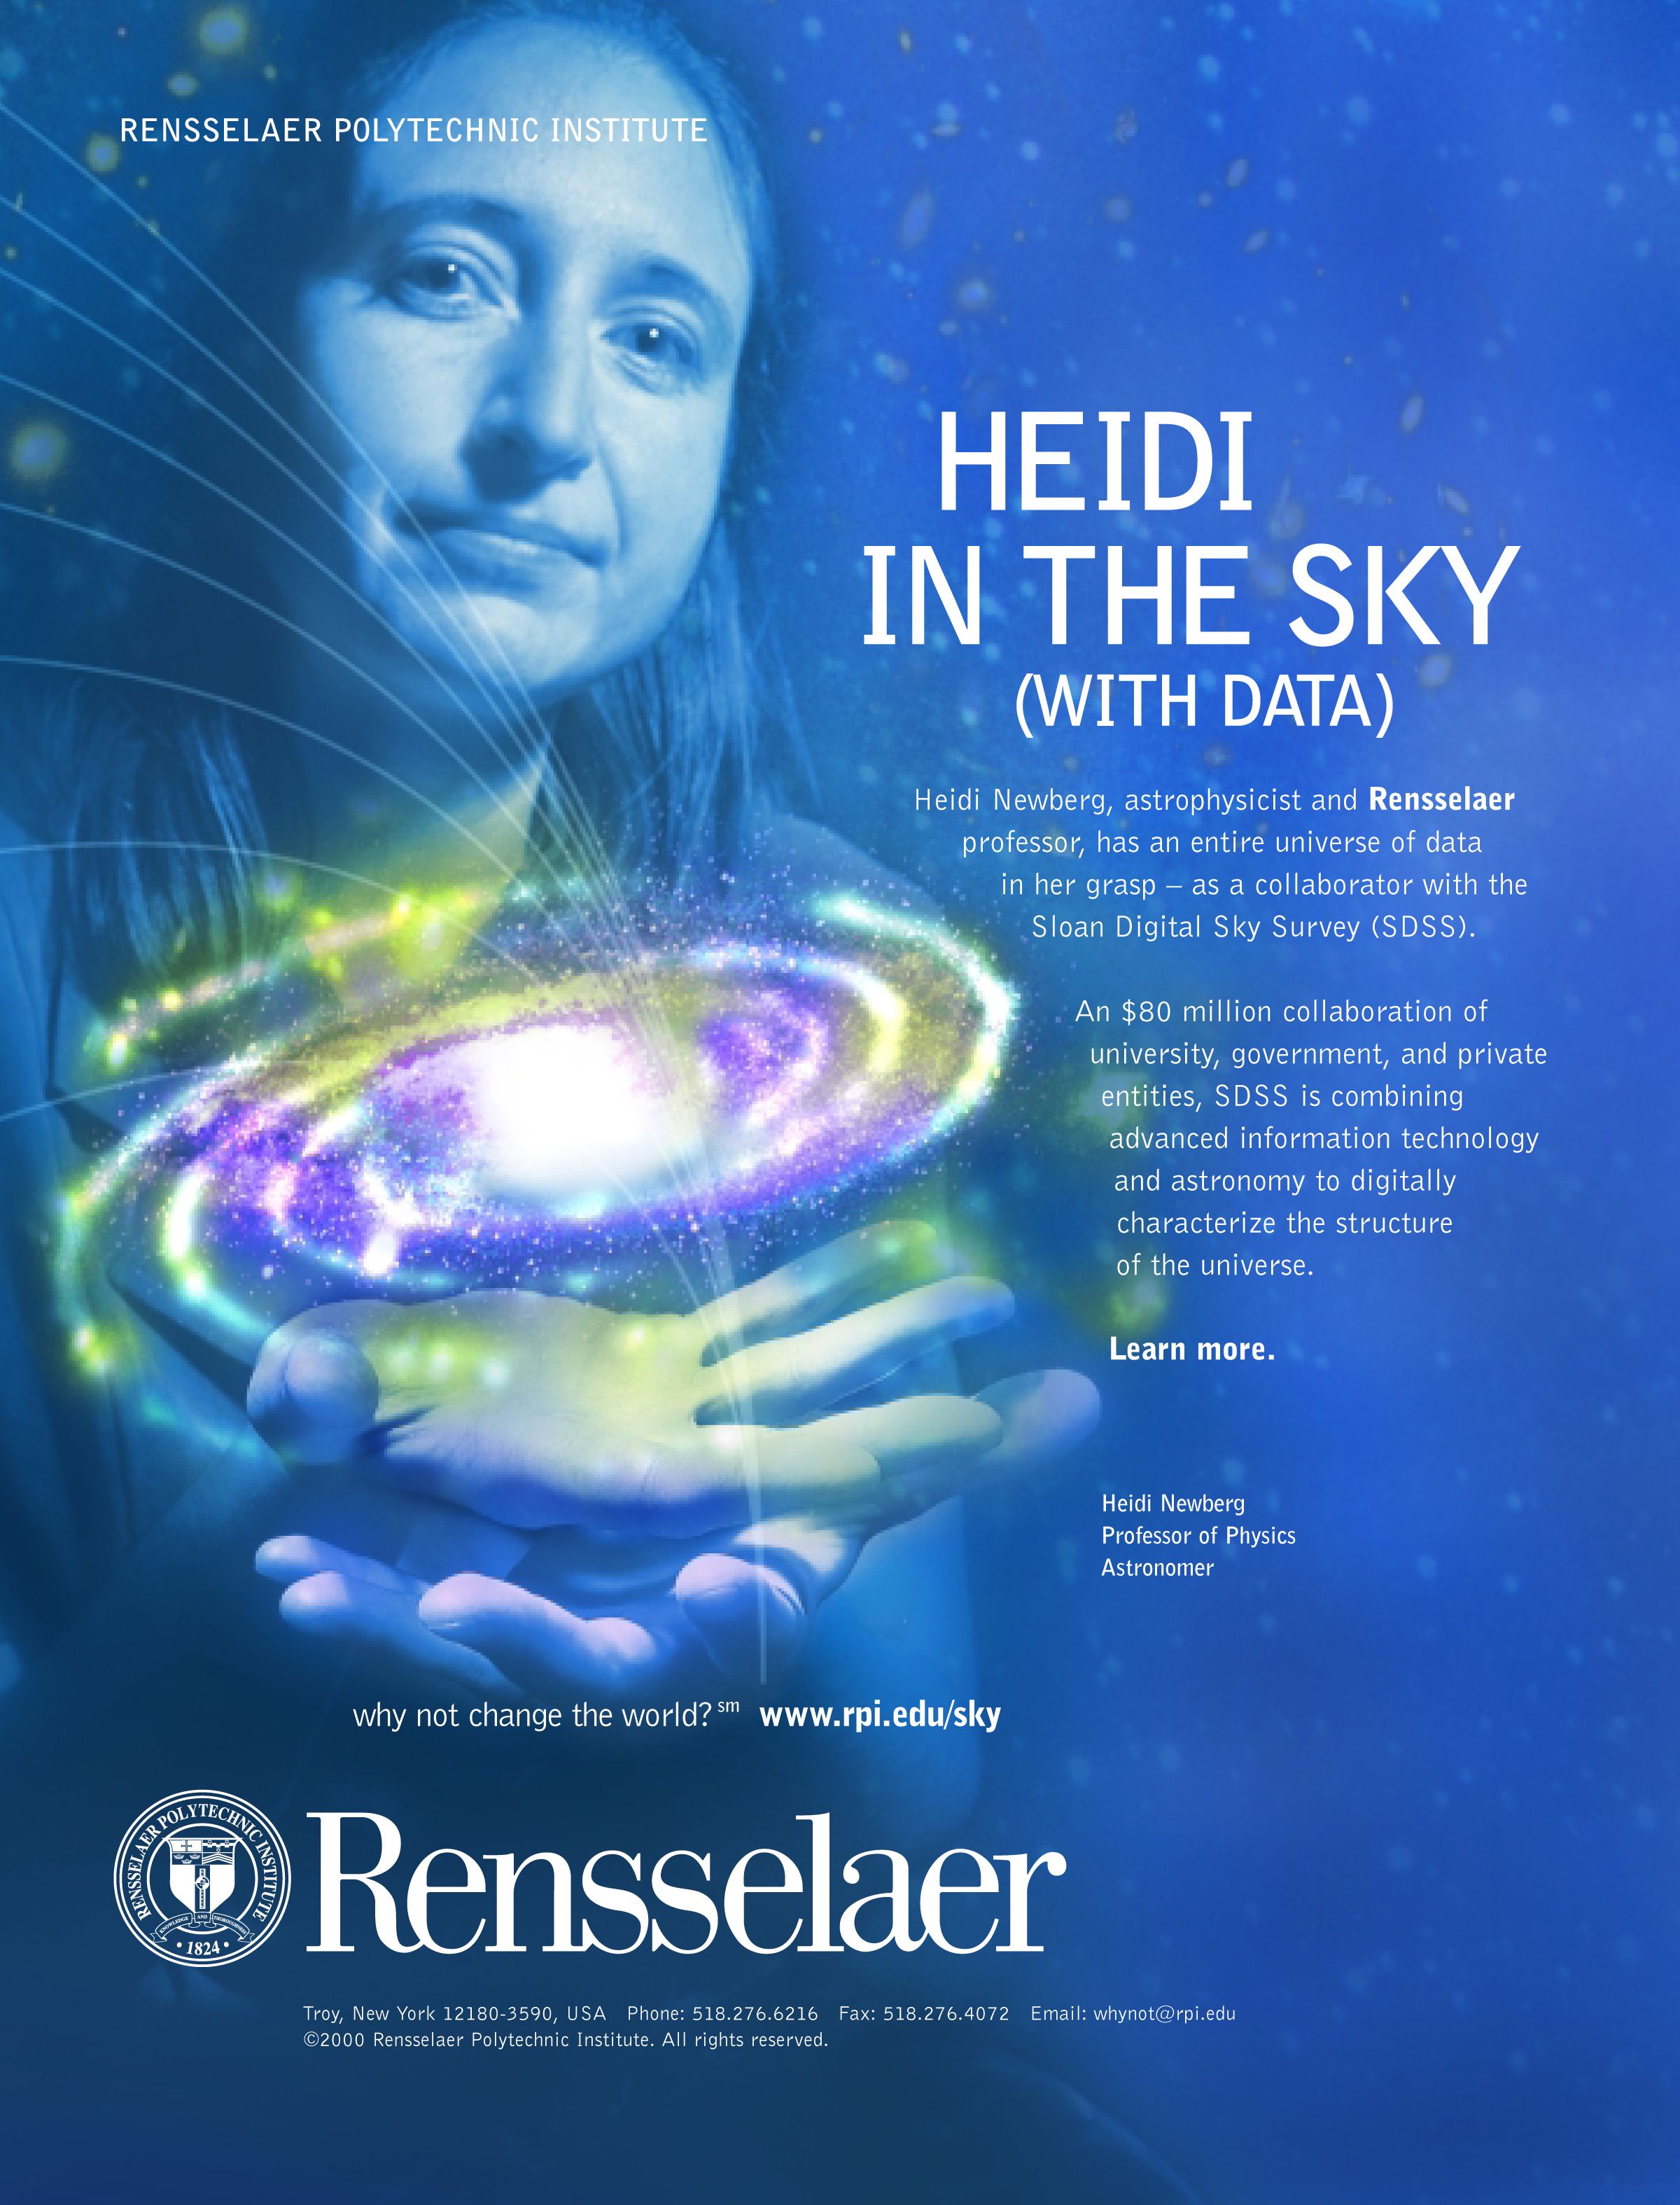 RENSSELAER POLYTECHNIC INSTITUTE
HEIDI
IN THE SKY
(WITH DATA)
Heidi Newberg, astrophysicist and Rensselaer
professor, has an entire universe of data
in her grasp – as a collaborator with the
Sloan Digital Sky Survey (SDSS).
An $80 million collaboration of
university, government, and private
entities, SDSS is combining
advanced information technology
and astronomy to digitally
characterize the structure
of the universe.
Learn more.
Heidi Newberg
Professor of Physics
Astronomer
why not change the world?℠ www.rpi.edu/sky
RENSSELAER POLYTECHNIC INSTITUTE
KNOWLEDGE AND THOROUGHNESS
• 1824 •
Rensselaer
Troy, New York 12180-3590, USA Phone: 518.276.6216 Fax: 518.276.4072 Email: whynot@rpi.edu
©2000 Rensselaer Polytechnic Institute. All rights reserved.